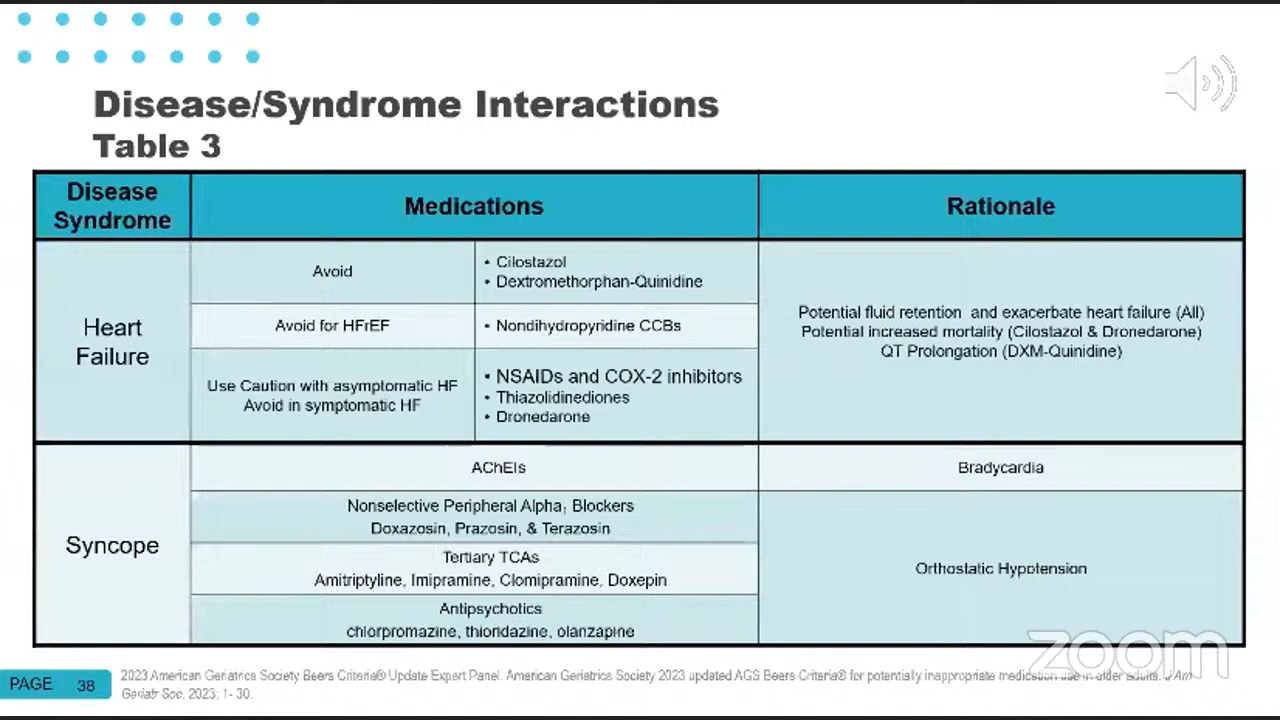 Disease/Syndrome Interactions
Table 3
Disease
Syndrome
Medications
Rationale
Heart
Failure
Avoid
• Cilostazol
• Dextromethorphan-Quinidine
Avoid for HFrEF
• Nondihydropyridine CCBs
Use Caution with asymptomatic HF
Avoid in symptomatic HF
• NSAIDs and COX-2 inhibitors
• Thiazolidinediones
• Dronedarone
Potential fluid retention and exacerbate heart failure (All)
Potential increased mortality (Cilostazol & Dronedarone)
QT Prolongation (DXM-Quinidine)
Syncope
AChEIs
Bradycardia
Nonselective Peripheral Alpha₁ Blockers
Doxazosin, Prazosin, & Terazosin
Tertiary TCAs
Amitriptyline, Imipramine, Clomipramine, Doxepin
Antipsychotics
chlorpromazine, thioridazine, olanzapine
Orthostatic Hypotension
zoom
PAGE 38
2023 American Geriatrics Society Beers Criteria® Update Expert Panel. American Geriatrics Society 2023 updated AGS Beers Criteria® for potentially inappropriate medication use in older adults. J Am
Geriatr Soc. 2023; 1- 30.